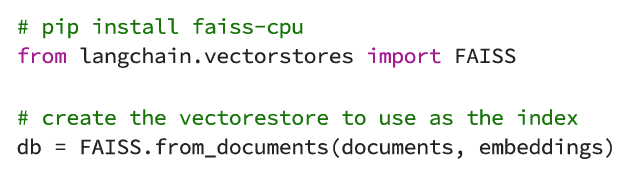 # pip install faiss-cpu
from langchain.vectorstores import FAISS
# create the vectorestore to use as the index
db = FAISS.from_documents(documents, embeddings)